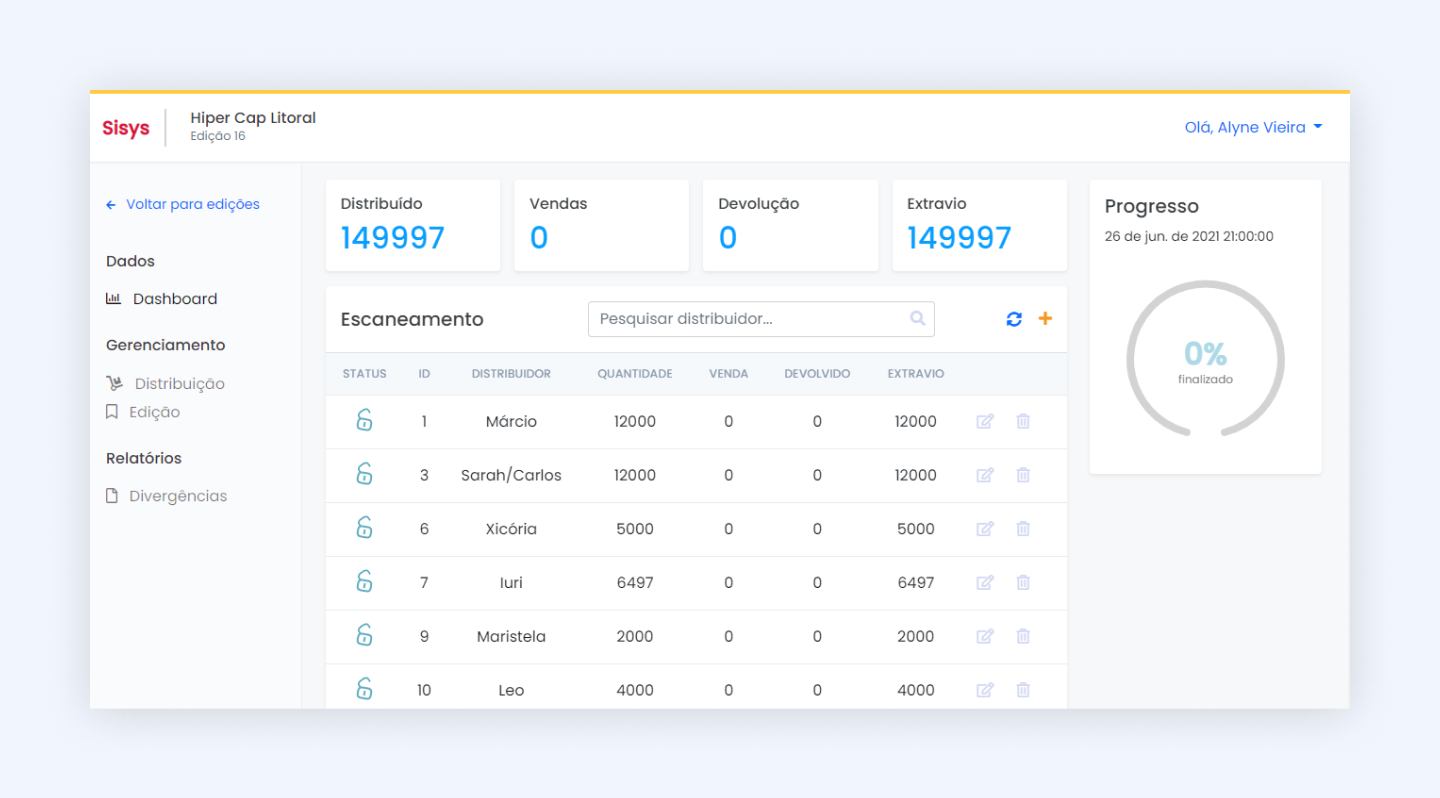 Sisys
Hiper Cap Litoral
Edição 16
Olá, Alyne Vieira
Voltar para edições
Dados
Dashboard
Gerenciamento
Distribuição
Edição
Relatórios
Divergências
Distribuído
149997
Vendas
0
Devolução
0
Extravio
149997
Escaneamento
Pesquisar distribuidor...
STATUS ID DISTRIBUIDOR QUANTIDADE VENDA DEVOLVIDO EXTRAVIO
1 Márcio 12000 0 0 12000
3 Sarah/Carlos 12000 0 0 12000
6 Xicória 5000 0 0 5000
7 Iuri 6497 0 0 6497
9 Maristela 2000 0 0 2000
10 Leo 4000 0 0 4000
Progresso
26 de jun. de 2021 21:00:00
0%
finalizado